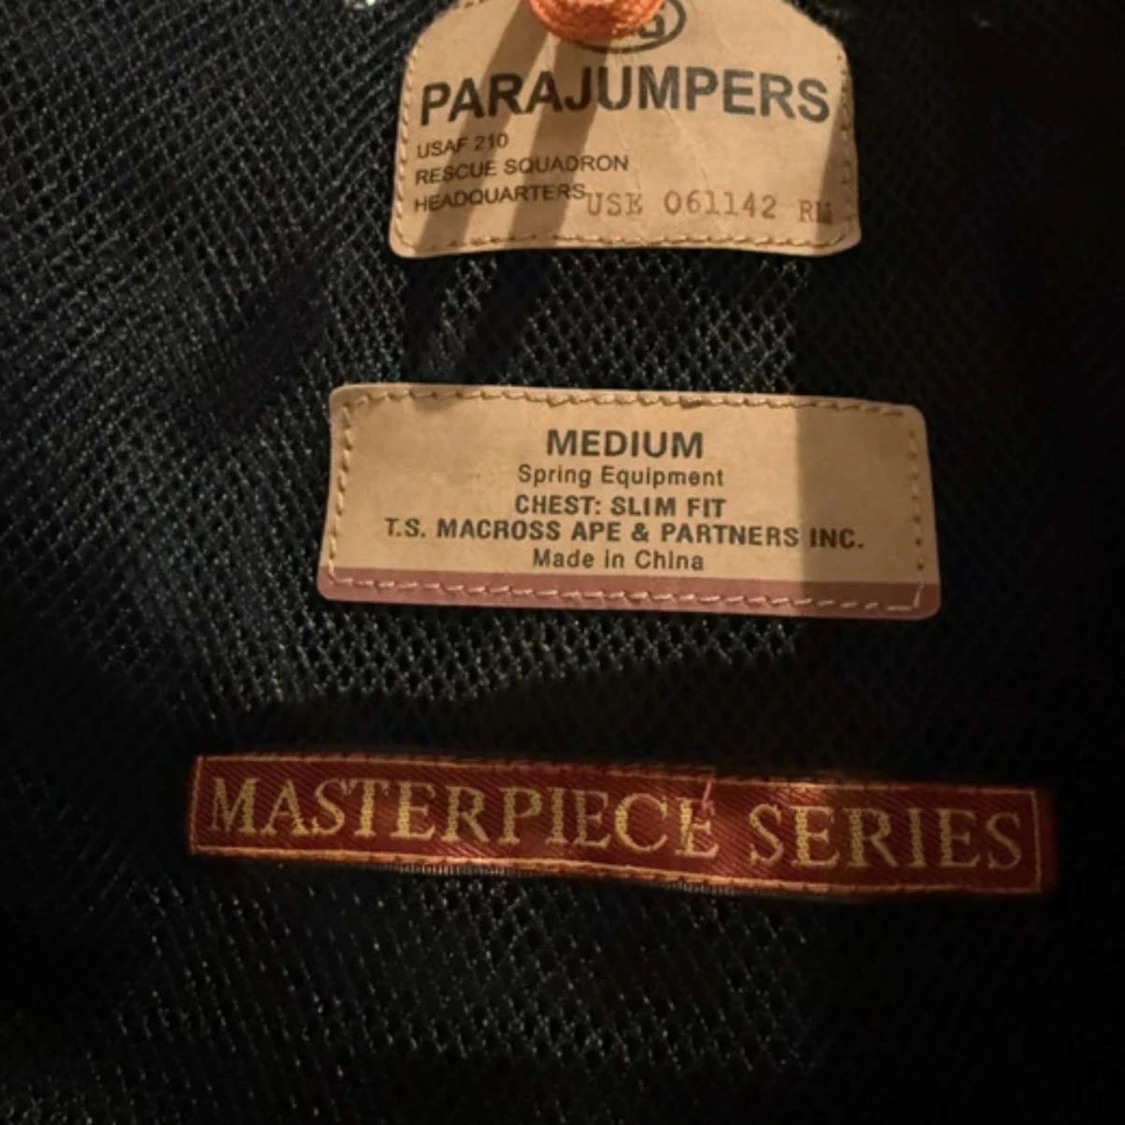 PARAJUMPERS
USAF 210
RESCUE SQUADRON
HEADQUARTERS USE 061142 RM
MEDIUM
Spring Equipment
CHEST: SLIM FIT
T.S. MACROSS APE & PARTNERS INC.
Made in China
MASTERPIECE SERIES